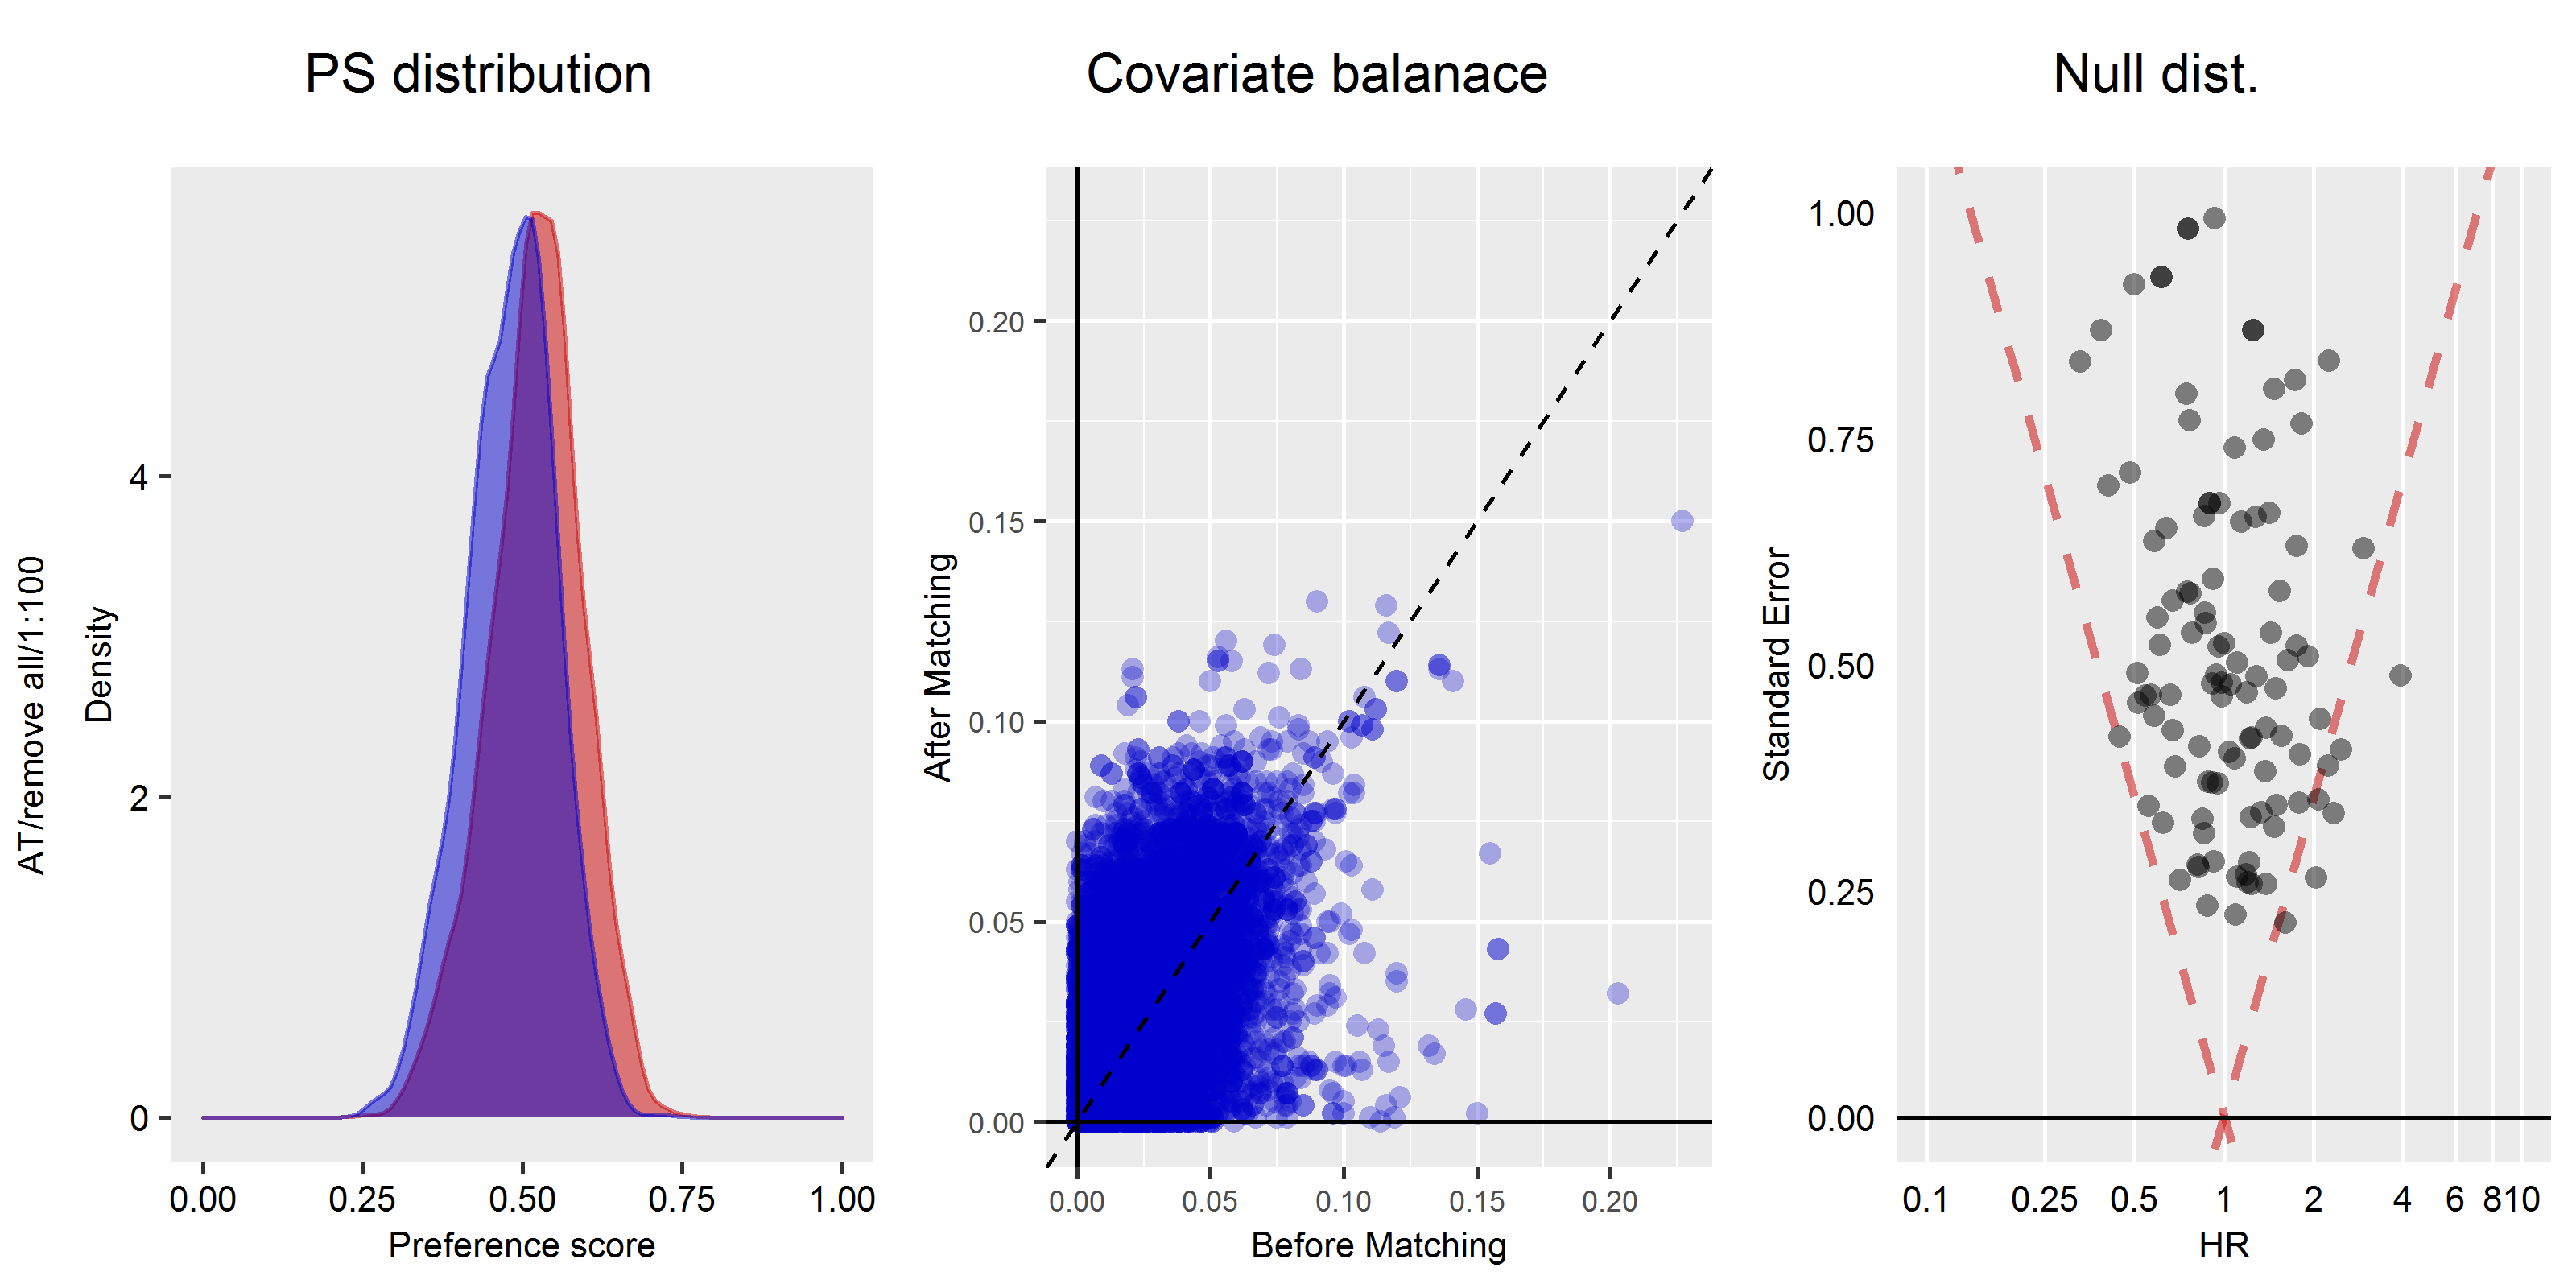 PS distribution
Covariate balanace
Null dist.
AT/remove all/1:100
Density
4
2
0
0.00 0.25 0.50 0.75 1.00
Preference score
After Matching
0.20
0.15
0.10
0.05
0.00
0.00 0.05 0.10 0.15 0.20
Before Matching
Standard Error
1.00
0.75
0.50
0.25
0.00
0.1 0.25 0.5 1 2 4 6 810
HR